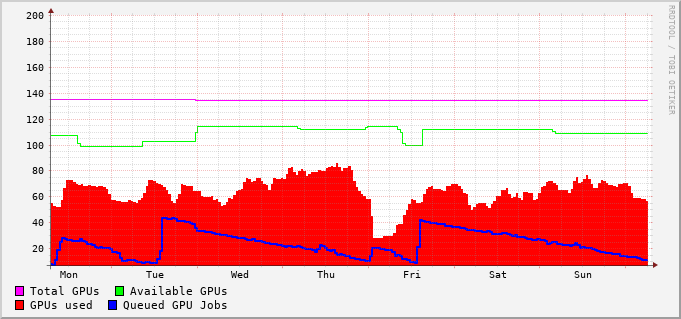 200
180
160
140
120
100
80
60
40
20
Mon Tue Wed Thu Fri Sat Sun
Total GPUs Available GPUs
GPUs used Queued GPU Jobs
RRDTOOL / TOBI OETIKER